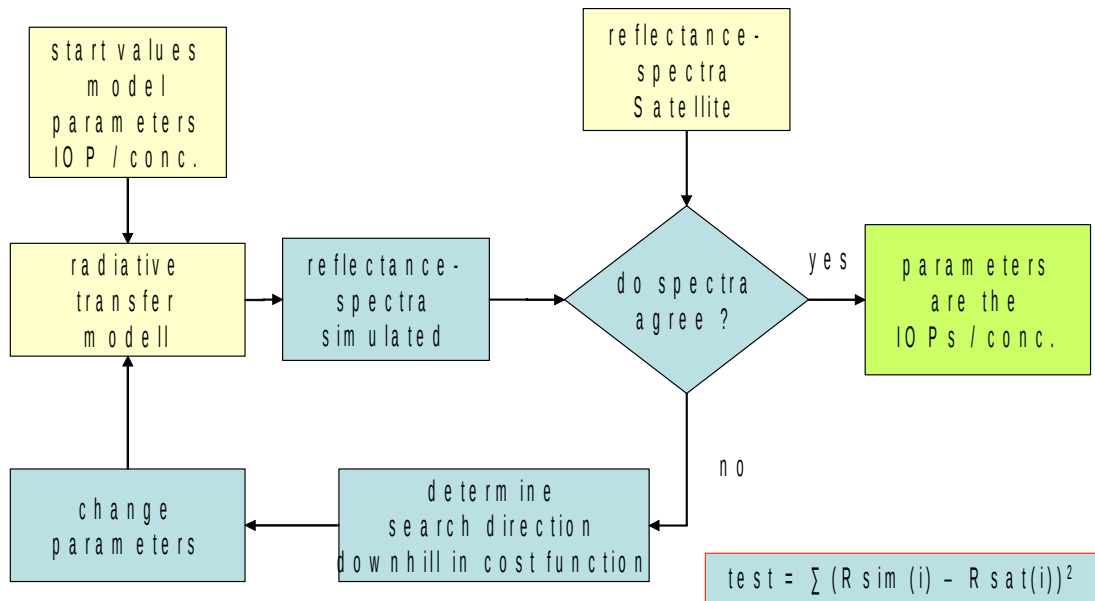 start values
model
parameters
IOP / conc.
reflectance-
spectra
Satellite
radiative
transfer
modell
reflectance-
spectra
simulated
do spectra
agree ?
yes
parameters
are the
IOPs / conc.
no
determine
search direction
downhill in cost function
change
parameters
test = ∑ (Rsim (i) – Rsat(i))²